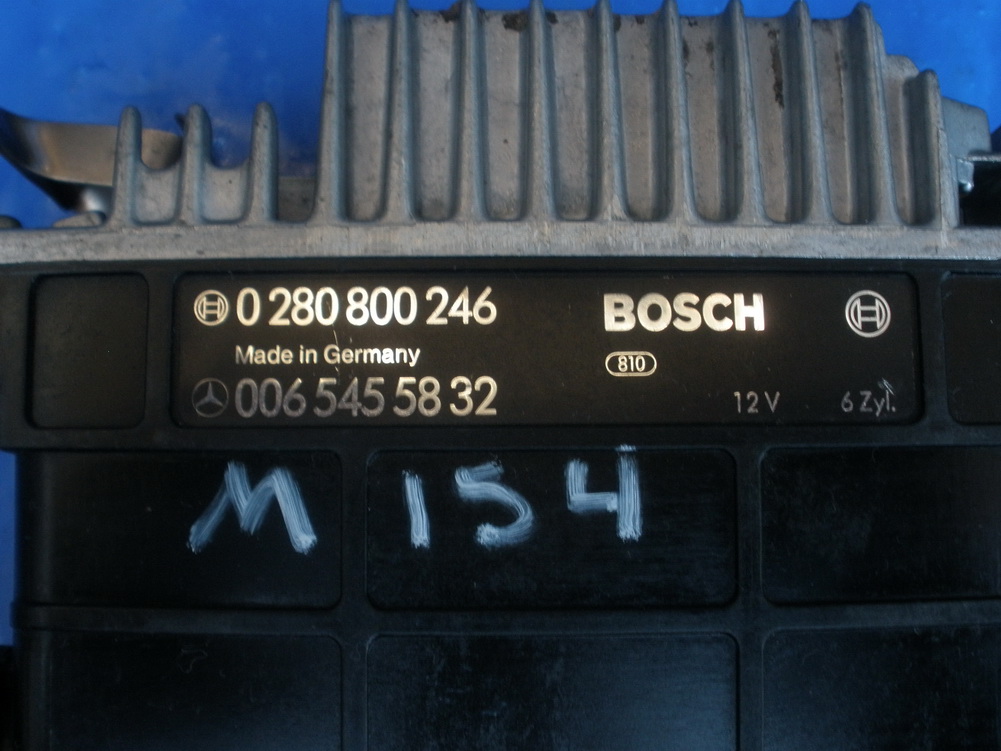 0 280 800 246 BOSCH
Made in Germany 810
006 545 58 32 12 V 6 Zyl.
M 154